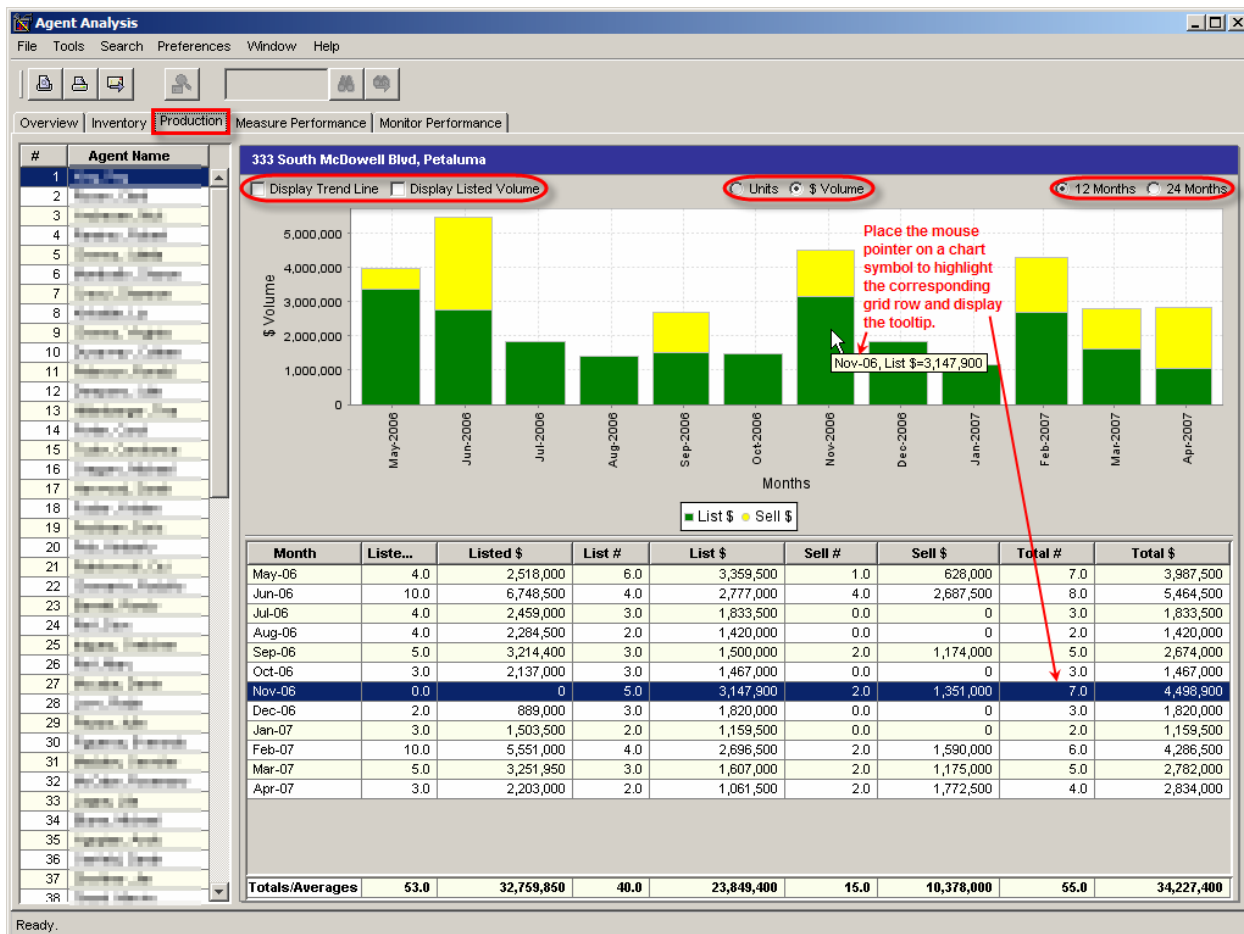 Agent Analysis
File Tools Search Preferences Window Help
Overview Inventory Production Measure Performance Monitor Performance
# Agent Name
1
2
3
4
5
6
7
8
9
10
11
12
13
14
15
16
17
18
19
20
21
22
23
24
25
26
27
28
29
30
31
32
33
34
35
36
37
38
333 South McDowell Blvd, Petaluma
Display Trend Line Display Listed Volume Units $ Volume 12 Months 24 Months
$ Volume
5,000,000
4,000,000
3,000,000
2,000,000
1,000,000
0
Place the mouse
pointer on a chart
symbol to highlight
the corresponding
grid row and display
the tooltip.
Nov-06, List $=3,147,900
May-2006 Jun-2006 Jul-2006 Aug-2006 Sep-2006 Oct-2006 Nov-2006 Dec-2006 Jan-2007 Feb-2007 Mar-2007 Apr-2007
Months
List $ Sell $
Month Liste... Listed $ List # List $ Sell # Sell $ Total # Total $
May-06 4.0 2,518,000 6.0 3,359,500 1.0 628,000 7.0 3,987,500
Jun-06 10.0 6,748,500 4.0 2,777,000 4.0 2,687,500 8.0 5,464,500
Jul-06 4.0 2,459,000 3.0 1,833,500 0.0 0 3.0 1,833,500
Aug-06 4.0 2,284,500 2.0 1,420,000 0.0 0 2.0 1,420,000
Sep-06 5.0 3,214,400 3.0 1,500,000 2.0 1,174,000 5.0 2,674,000
Oct-06 3.0 2,137,000 3.0 1,467,000 0.0 0 3.0 1,467,000
Nov-06 0.0 0 5.0 3,147,900 2.0 1,351,000 7.0 4,498,900
Dec-06 2.0 889,000 3.0 1,820,000 0.0 0 3.0 1,820,000
Jan-07 3.0 1,503,500 2.0 1,159,500 0.0 0 2.0 1,159,500
Feb-07 10.0 5,551,000 4.0 2,696,500 2.0 1,590,000 6.0 4,286,500
Mar-07 5.0 3,251,950 3.0 1,607,000 2.0 1,175,000 5.0 2,782,000
Apr-07 3.0 2,203,000 2.0 1,061,500 2.0 1,772,500 4.0 2,834,000
Totals/Averages 53.0 32,759,850 40.0 23,849,400 15.0 10,378,000 55.0 34,227,400
Ready.